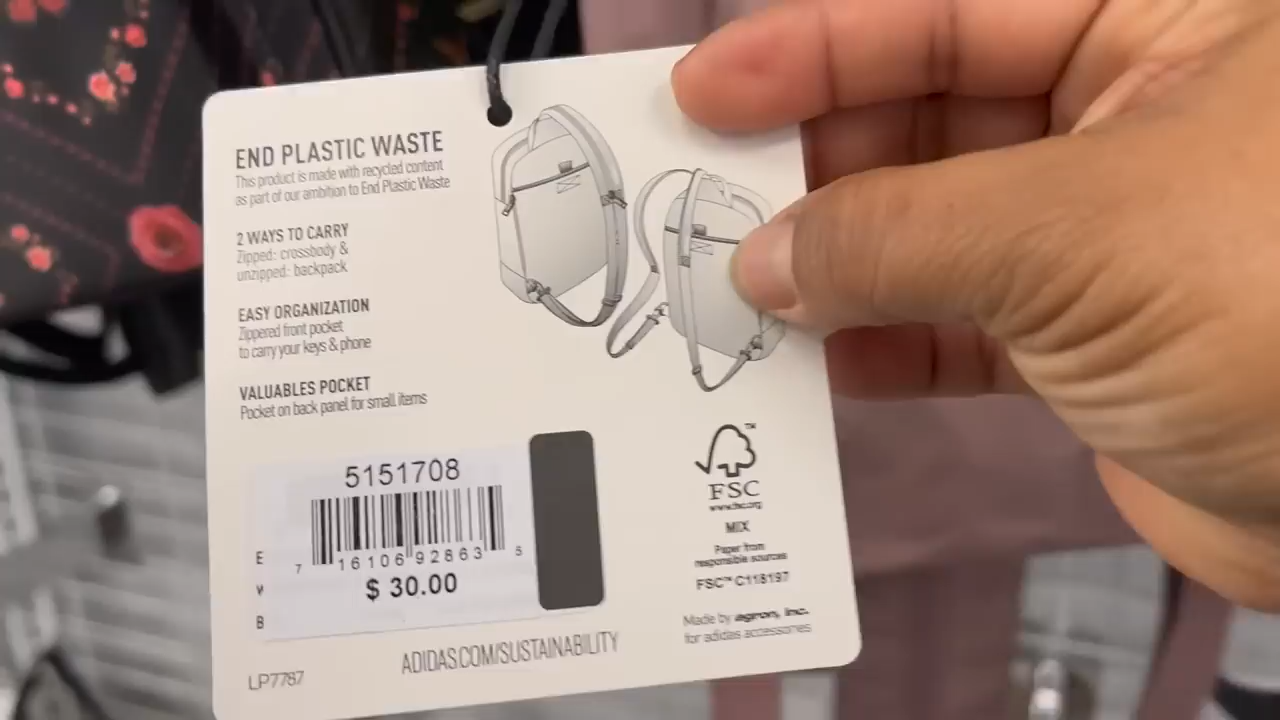 END PLASTIC WASTE
This product is made with recycled content
as part of our ambition to End Plastic Waste
2 WAYS TO CARRY
Zipped: crossbody &
unzipped: backpack
EASY ORGANIZATION
Zippered front pocket
to carry your keys & phone
VALUABLES POCKET
Pocket on back panel for small items
5151708
7 16106 92863 5
$ 30.00
E
B
LP7787
ADIDAS.COM/SUSTAINABILITY
FSC™
www.fsc.org
MIX
Paper from
responsible sources
FSC™ C118197
Made by agron, inc.
for adidas accessories